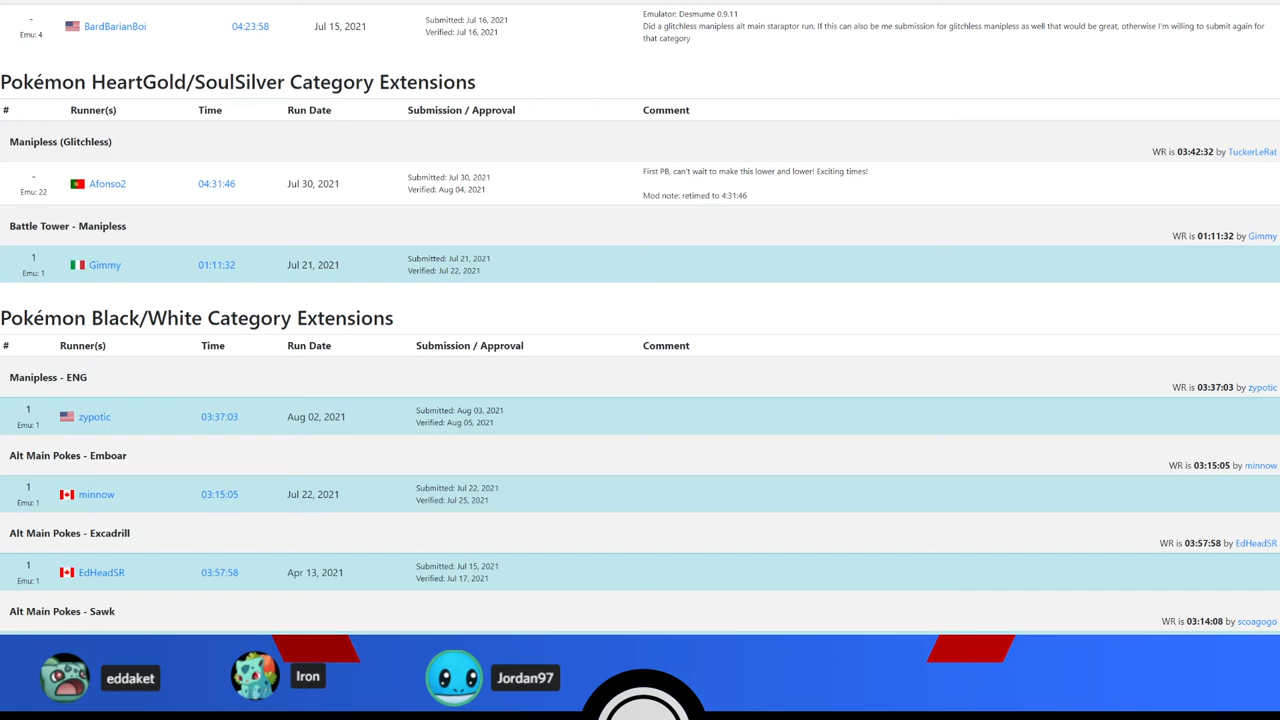 -
Emu: 4
BardBarianBoi
04:23:58
Jul 15, 2021
Submitted: Jul 16, 2021
Verified: Jul 16, 2021
Emulator: Desmume 0.9.11
Did a glitchless manipless alt main staraptor run. If this can also be me submission for glitchless manipless as well that would be great, otherwise I'm willing to submit again for
that category
Pokémon HeartGold/SoulSilver Category Extensions
# Runner(s) Time Run Date Submission / Approval Comment
Manipless (Glitchless)
WR is 03:42:32 by TuckerLeRat
-
Emu: 22
Afonso2
04:31:46
Jul 30, 2021
Submitted: Jul 30, 2021
Verified: Aug 04, 2021
First PB, can't wait to make this lower and lower! Exciting times!
Mod note: retimed to 4:31:46
Battle Tower - Manipless
WR is 01:11:32 by Gimmy
1
Emu: 1
Gimmy
01:11:32
Jul 21, 2021
Submitted: Jul 21, 2021
Verified: Jul 22, 2021
Pokémon Black/White Category Extensions
# Runner(s) Time Run Date Submission / Approval Comment
Manipless - ENG
WR is 03:37:03 by zypotic
1
Emu: 1
zypotic
03:37:03
Aug 02, 2021
Submitted: Aug 03, 2021
Verified: Aug 05, 2021
Alt Main Pokes - Emboar
WR is 03:15:05 by minnow
1
Emu: 1
minnow
03:15:05
Jul 22, 2021
Submitted: Jul 22, 2021
Verified: Jul 25, 2021
Alt Main Pokes - Excadrill
WR is 03:57:58 by EdHeadSR
1
Emu: 1
EdHeadSR
03:57:58
Apr 13, 2021
Submitted: Jul 15, 2021
Verified: Jul 17, 2021
Alt Main Pokes - Sawk
WR is 03:14:08 by scoagogo
eddaket
Iron
Jordan97